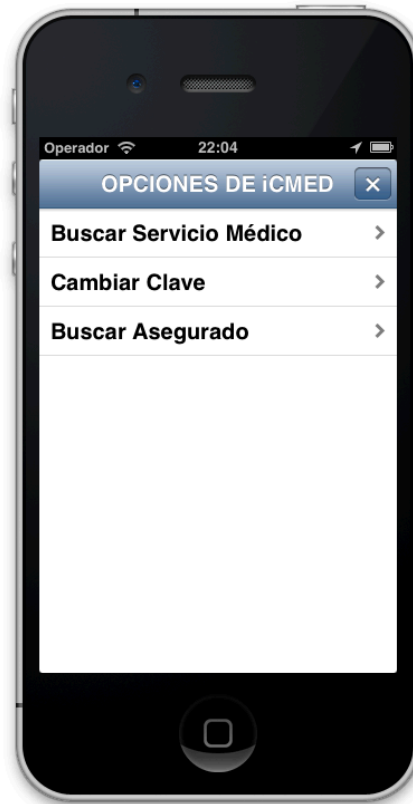 Operador 22:04
OPCIONES DE iCMED
Buscar Servicio Médico
Cambiar Clave
Buscar Asegurado